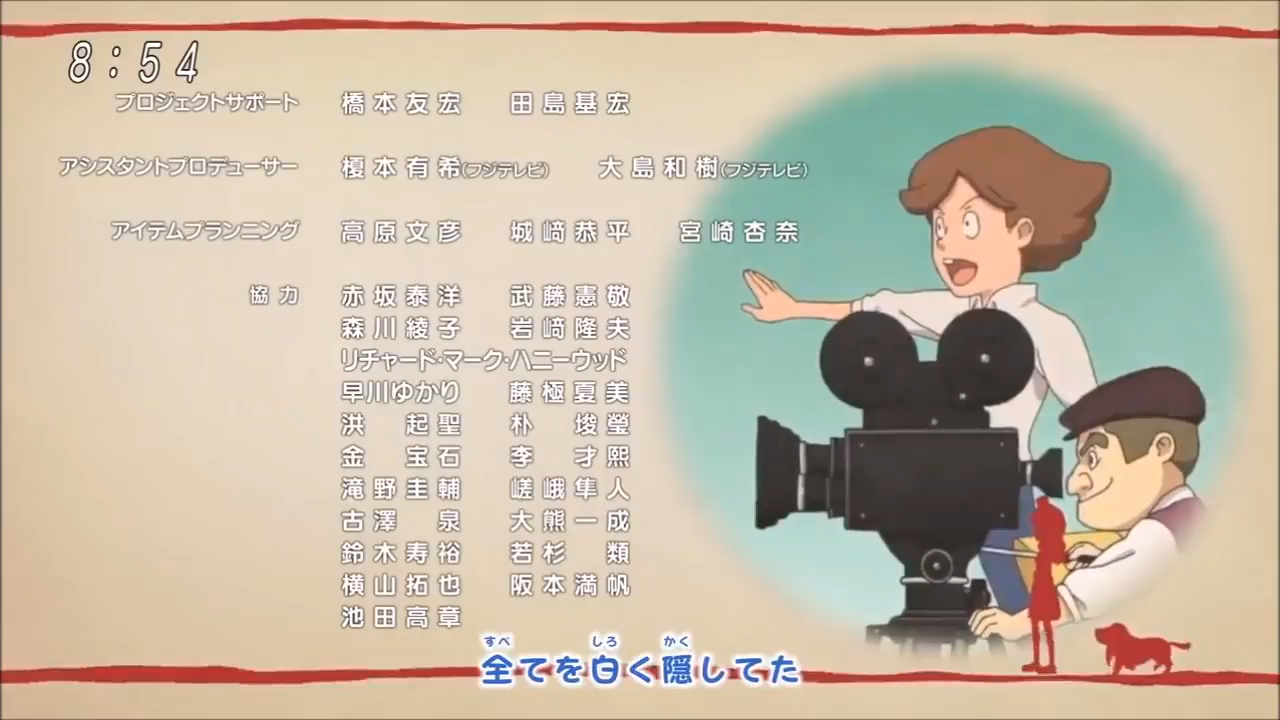 8:54
プロジェクトサポート 橋本友宏 田島基宏
アシスタントプロデューサー 榎本有希(フジテレビ) 大島和樹(フジテレビ)
アイテムプランニング 高原文彦 城﨑恭平 宮崎杏奈
協力 赤坂泰洋 武藤憲敬
森川綾子 岩﨑隆夫
リチャード・マーク・ハニーウッド
早川ゆかり 藤極夏美
洪 起聖 朴 埈瑩
金 宝石 李 才熙
滝野圭輔 嵯峨隼人
古澤 泉 大熊一成
鈴木寿裕 若杉 類
横山拓也 阪本満帆
池田高章
すべ しろ かく
全てを白く隠してた